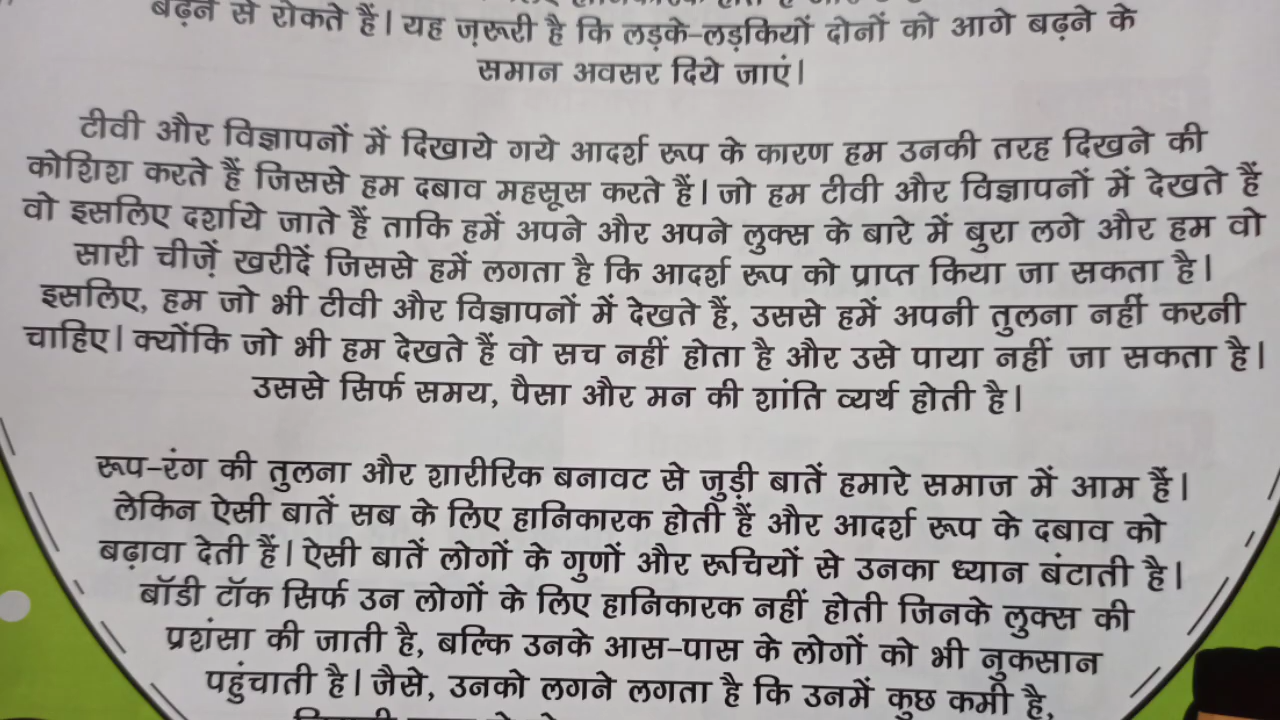 बढ़ने से रोकते हैं। यह ज़रूरी है कि लड़के-लड़कियों दोनों को आगे बढ़ने के
समान अवसर दिये जाएं।
टीवी और विज्ञापनों में दिखाये गये आदर्श रूप के कारण हम उनकी तरह दिखने की
कोशिश करते हैं जिससे हम दबाव महसूस करते हैं। जो हम टीवी और विज्ञापनों में देखते हैं
वो इसलिए दर्शाये जाते हैं ताकि हमें अपने और अपने लुक्स के बारे में बुरा लगे और हम वो
सारी चीज़ें खरीदें जिससे हमें लगता है कि आदर्श रूप को प्राप्त किया जा सकता है।
इसलिए, हम जो भी टीवी और विज्ञापनों में देखते हैं, उससे हमें अपनी तुलना नहीं करनी
चाहिए। क्योंकि जो भी हम देखते हैं वो सच नहीं होता है और उसे पाया नहीं जा सकता है।
उससे सिर्फ समय, पैसा और मन की शांति व्यर्थ होती है।
रूप-रंग की तुलना और शारीरिक बनावट से जुड़ी बातें हमारे समाज में आम हैं।
लेकिन ऐसी बातें सब के लिए हानिकारक होती हैं और आदर्श रूप के दबाव को
बढ़ावा देती हैं। ऐसी बातें लोगों के गुणों और रूचियों से उनका ध्यान बंटाती है।
बॉडी टॉक सिर्फ उन लोगों के लिए हानिकारक नहीं होती जिनके लुक्स की
प्रशंसा की जाती है, बल्कि उनके आस-पास के लोगों को भी नुकसान
पहुंचाती है। जैसे, उनको लगने लगता है कि उनमें कुछ कमी है,